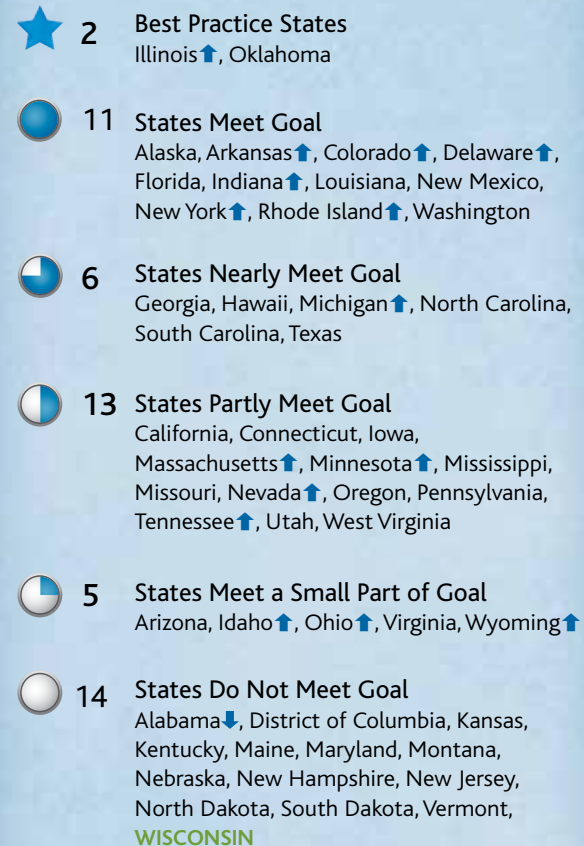 2 Best Practice States
Illinois⬆, Oklahoma
11 States Meet Goal
Alaska, Arkansas⬆, Colorado⬆, Delaware⬆,
Florida, Indiana⬆, Louisiana, New Mexico,
New York⬆, Rhode Island⬆, Washington
6 States Nearly Meet Goal
Georgia, Hawaii, Michigan⬆, North Carolina,
South Carolina, Texas
13 States Partly Meet Goal
California, Connecticut, Iowa,
Massachusetts⬆, Minnesota⬆, Mississippi,
Missouri, Nevada⬆, Oregon, Pennsylvania,
Tennessee⬆, Utah, West Virginia
5 States Meet a Small Part of Goal
Arizona, Idaho⬆, Ohio⬆, Virginia, Wyoming⬆
14 States Do Not Meet Goal
Alabama⬇, District of Columbia, Kansas,
Kentucky, Maine, Maryland, Montana,
Nebraska, New Hampshire, New Jersey,
North Dakota, South Dakota, Vermont,
WISCONSIN